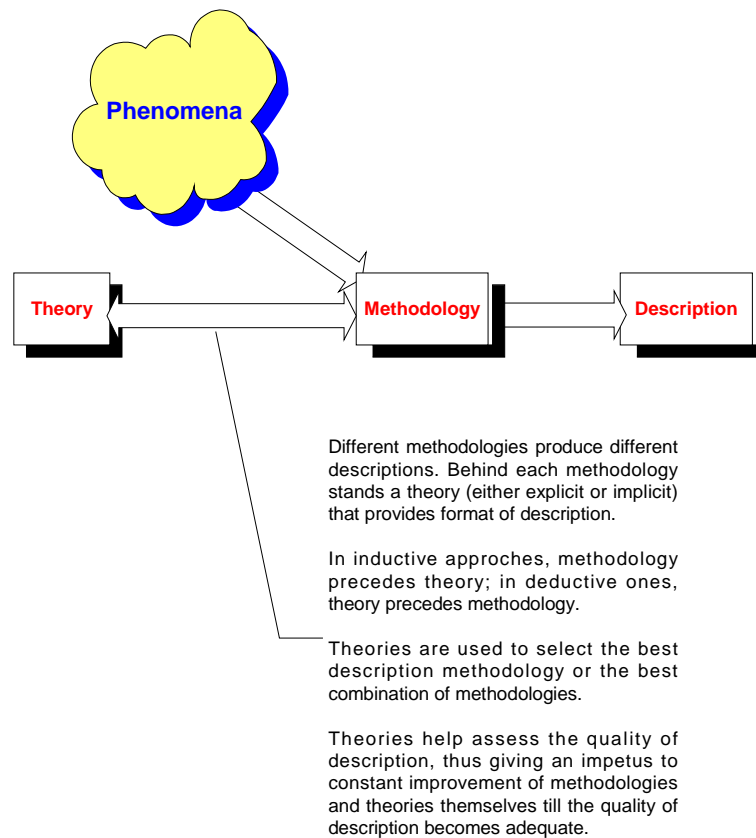 Phenomena
Theory
Methodology
Description
Different methodologies produce different
descriptions. Behind each methodology
stands a theory (either explicit or implicit)
that provides format of description.
In inductive approches, methodology
precedes theory; in deductive ones,
theory precedes methodology.
Theories are used to select the best
description methodology or the best
combination of methodologies.
Theories help assess the quality of
description, thus giving an impetus to
constant improvement of methodologies
and theories themselves till the quality of
description becomes adequate.